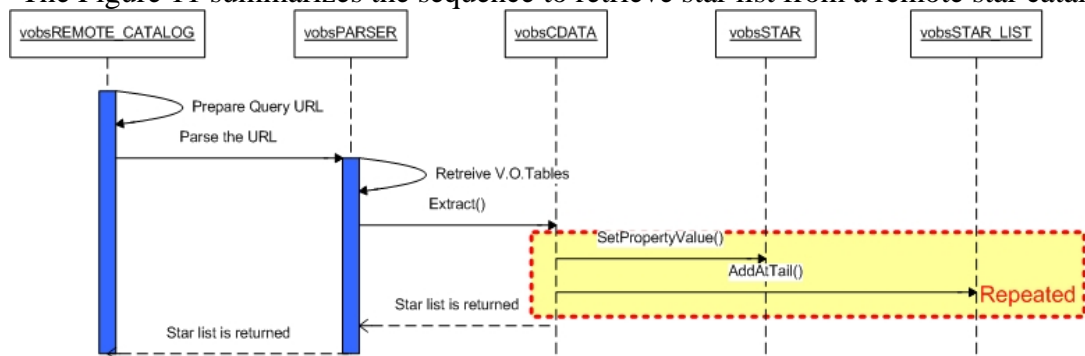 The Figure 11 summarizes the sequence to retrieve star list from a remote star catal
vobsREMOTE_CATALOG
vobsPARSER
vobsCDATA
vobsSTAR
vobsSTAR_LIST
Prepare Query URL
Parse the URL
Retreive V.O.Tables
Extract()
SetPropertyValue()
AddAtTail()
Repeated
Star list is returned
Star list is returned